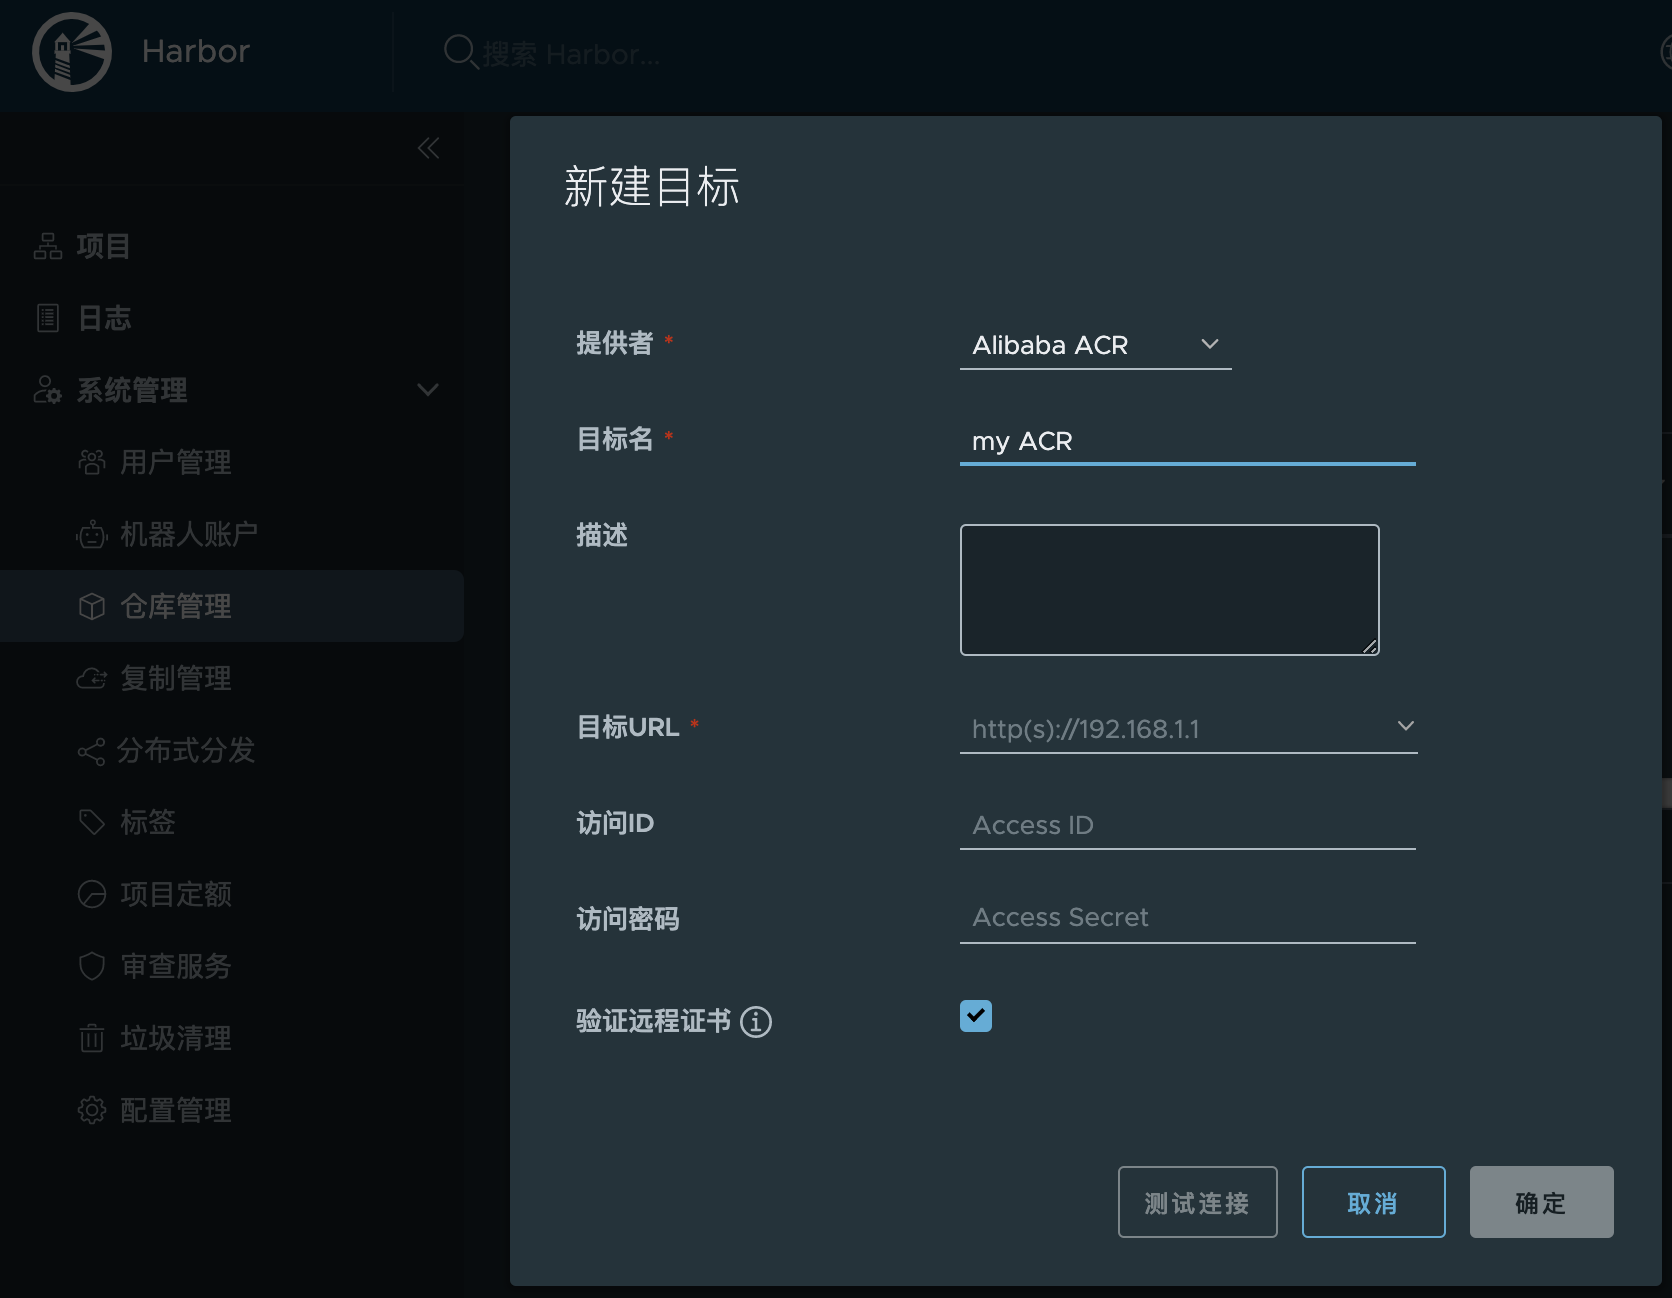 Harbor
搜索 Harbor...
项目
日志
系统管理
用户管理
机器人账户
仓库管理
复制管理
分布式分发
标签
项目定额
审查服务
垃圾清理
配置管理
新建目标
提供者 *
Alibaba ACR
目标名 *
my ACR
描述
目标URL *
http(s)://192.168.1.1
访问ID
Access ID
访问密码
Access Secret
验证远程证书
测试连接
取消
确定